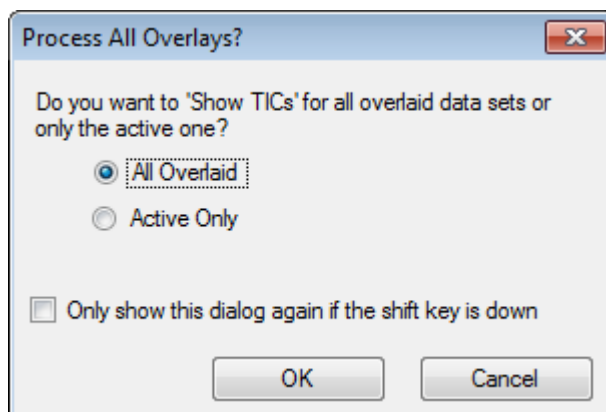 Process All Overlays?
Do you want to 'Show TICs' for all overlaid data sets or
only the active one?
All Overlaid
Active Only
Only show this dialog again if the shift key is down
OK
Cancel